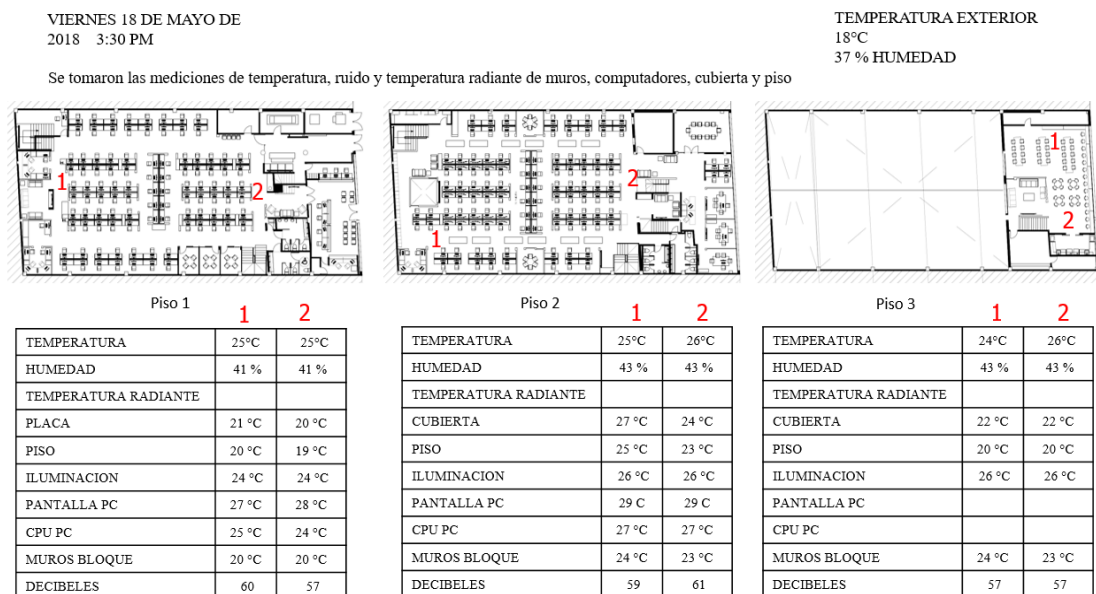 VIERNES 18 DE MAYO DE
2018 3:30 PM
TEMPERATURA EXTERIOR
18°C
37 % HUMEDAD
Se tomaron las mediciones de temperatura, ruido y temperatura radiante de muros, computadores, cubierta y piso
1
2
1
2
1
2
Piso 1
1 2
TEMPERATURA 25°C 25°C
HUMEDAD 41 % 41 %
TEMPERATURA RADIANTE
PLACA 21 °C 20 °C
PISO 20 °C 19 °C
ILUMINACION 24 °C 24 °C
PANTALLA PC 27 °C 28 °C
CPU PC 25 °C 24 °C
MUROS BLOQUE 20 °C 20 °C
DECIBELES 60 57
Piso 2
1 2
TEMPERATURA 25°C 26°C
HUMEDAD 43 % 43 %
TEMPERATURA RADIANTE
CUBIERTA 27 °C 24 °C
PISO 25 °C 23 °C
ILUMINACION 26 °C 26 °C
PANTALLA PC 29 C 29 C
CPU PC 27 °C 27 °C
MUROS BLOQUE 24 °C 23 °C
DECIBELES 59 61
Piso 3
1 2
TEMPERATURA 24°C 26°C
HUMEDAD 43 % 43 %
TEMPERATURA RADIANTE
CUBIERTA 22 °C 22 °C
PISO 20 °C 20 °C
ILUMINACION 26 °C 26 °C
PANTALLA PC
CPU PC
MUROS BLOQUE 24 °C 23 °C
DECIBELES 57 57